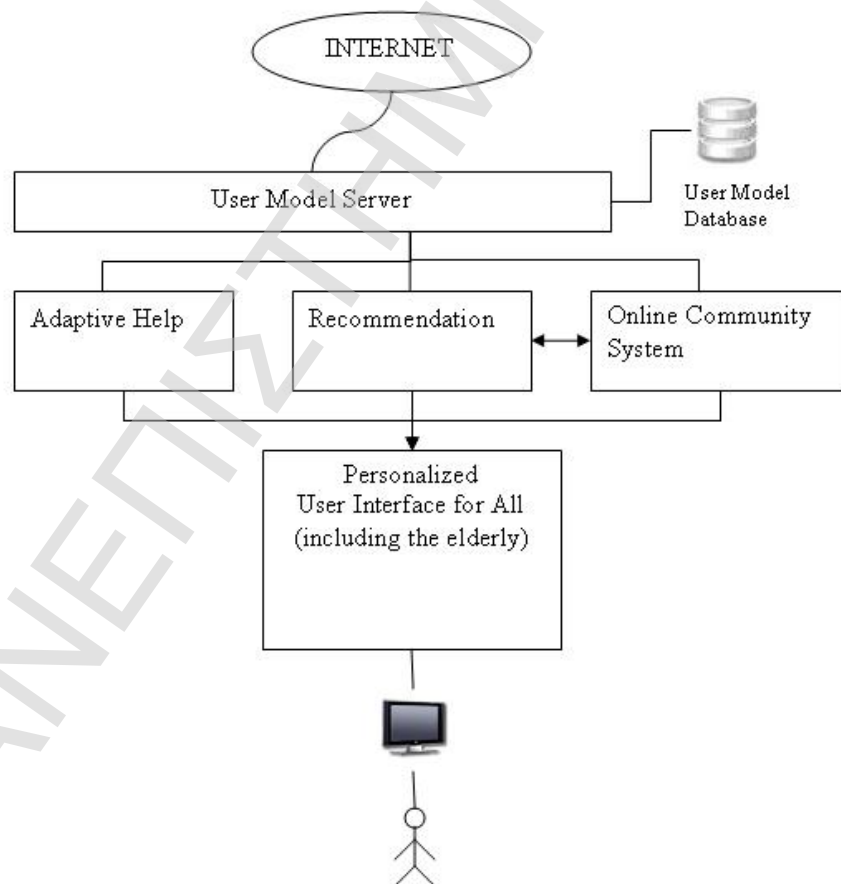 INTERNET
User Model Server
User Model
Database
Adaptive Help
Recommendation
Online Community
System
Personalized
User Interface for All
(including the elderly)
ΑΝΕΠΙΣΤΗΜ